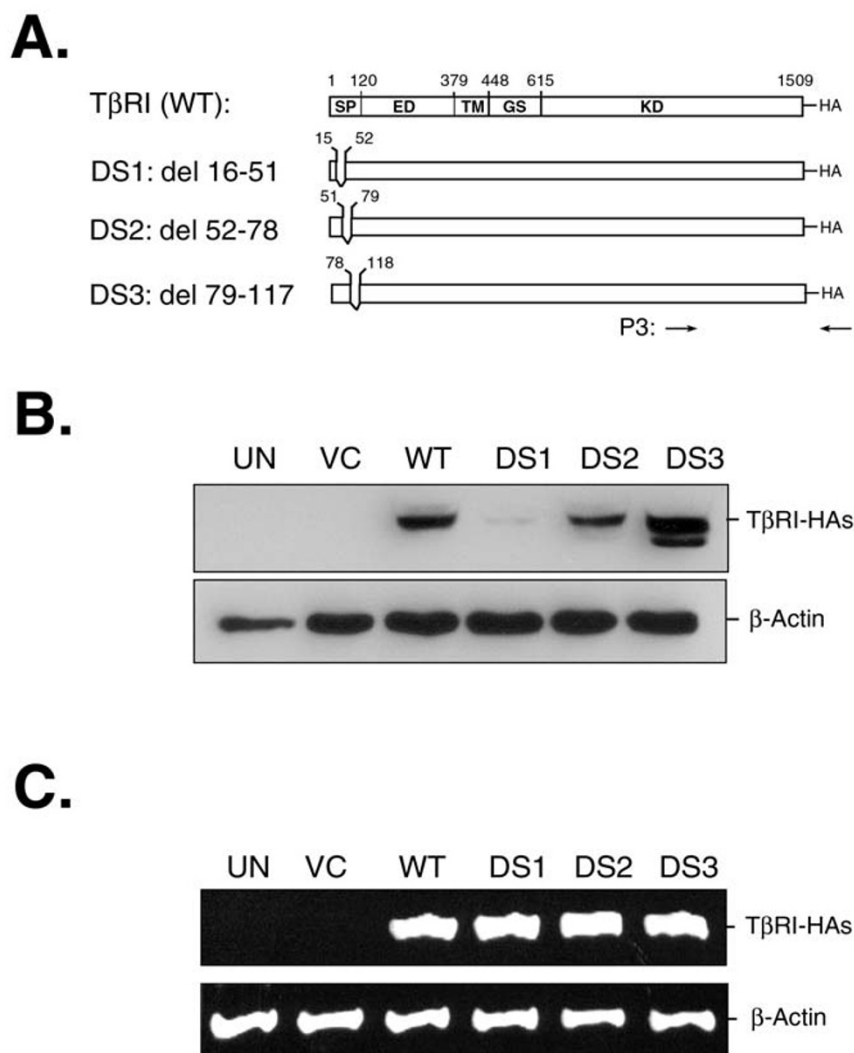 A.
1 120 379 448 615 1509
TβRI (WT): SP ED TM GS KD HA
15 52
DS1: del 16-51 HA
51 79
DS2: del 52-78 HA
78 118
DS3: del 79-117 HA
P3:
B.
UN VC WT DS1 DS2 DS3
TβRI-HAs
β-Actin
C.
UN VC WT DS1 DS2 DS3
TβRI-HAs
β-Actin